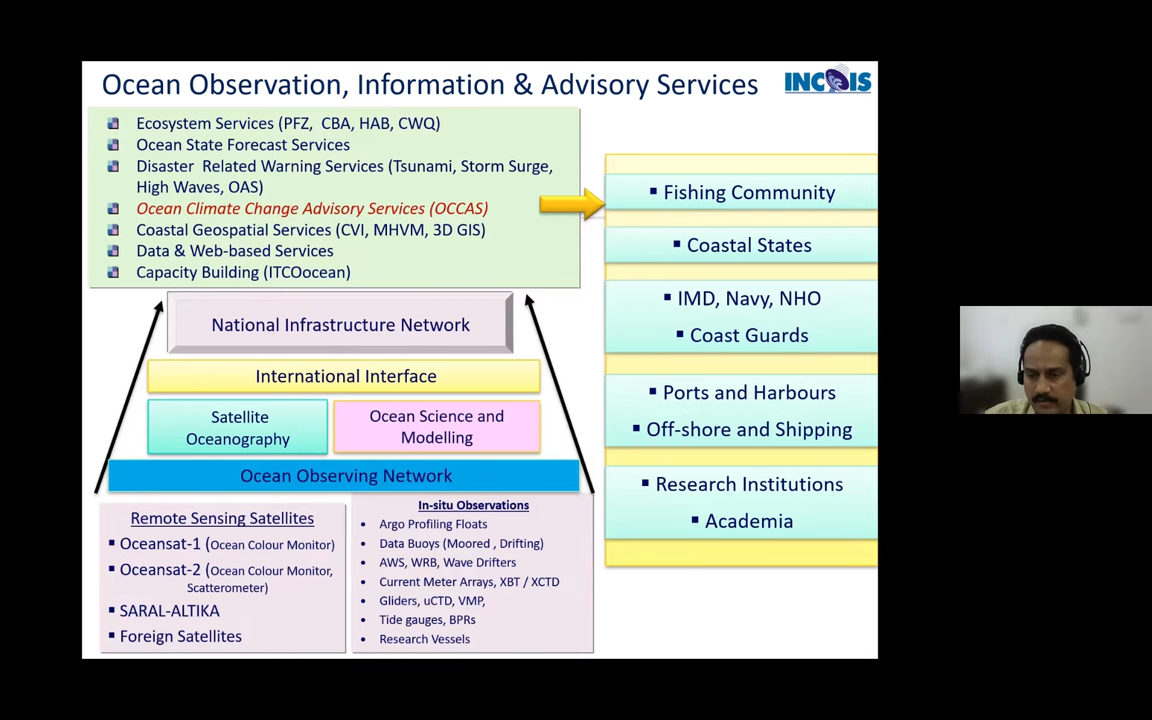 Ocean Observation, Information & Advisory Services
INCOIS
Ecosystem Services (PFZ, CBA, HAB, CWQ)
Ocean State Forecast Services
Disaster Related Warning Services (Tsunami, Storm Surge,
High Waves, OAS)
Ocean Climate Change Advisory Services (OCCAS)
Coastal Geospatial Services (CVI, MHVM, 3D GIS)
Data & Web-based Services
Capacity Building (ITCOocean)
National Infrastructure Network
International Interface
Satellite
Oceanography
Ocean Science and
Modelling
Ocean Observing Network
Remote Sensing Satellites
Oceansat-1 (Ocean Colour Monitor)
Oceansat-2 (Ocean Colour Monitor,
Scatterometer)
SARAL-ALTIKA
Foreign Satellites
In-situ Observations
Argo Profiling Floats
Data Buoys (Moored , Drifting)
AWS, WRB, Wave Drifters
Current Meter Arrays, XBT / XCTD
Gliders, uCTD, VMP,
Tide gauges, BPRs
Research Vessels
Fishing Community
Coastal States
IMD, Navy, NHO
Coast Guards
Ports and Harbours
Off-shore and Shipping
Research Institutions
Academia